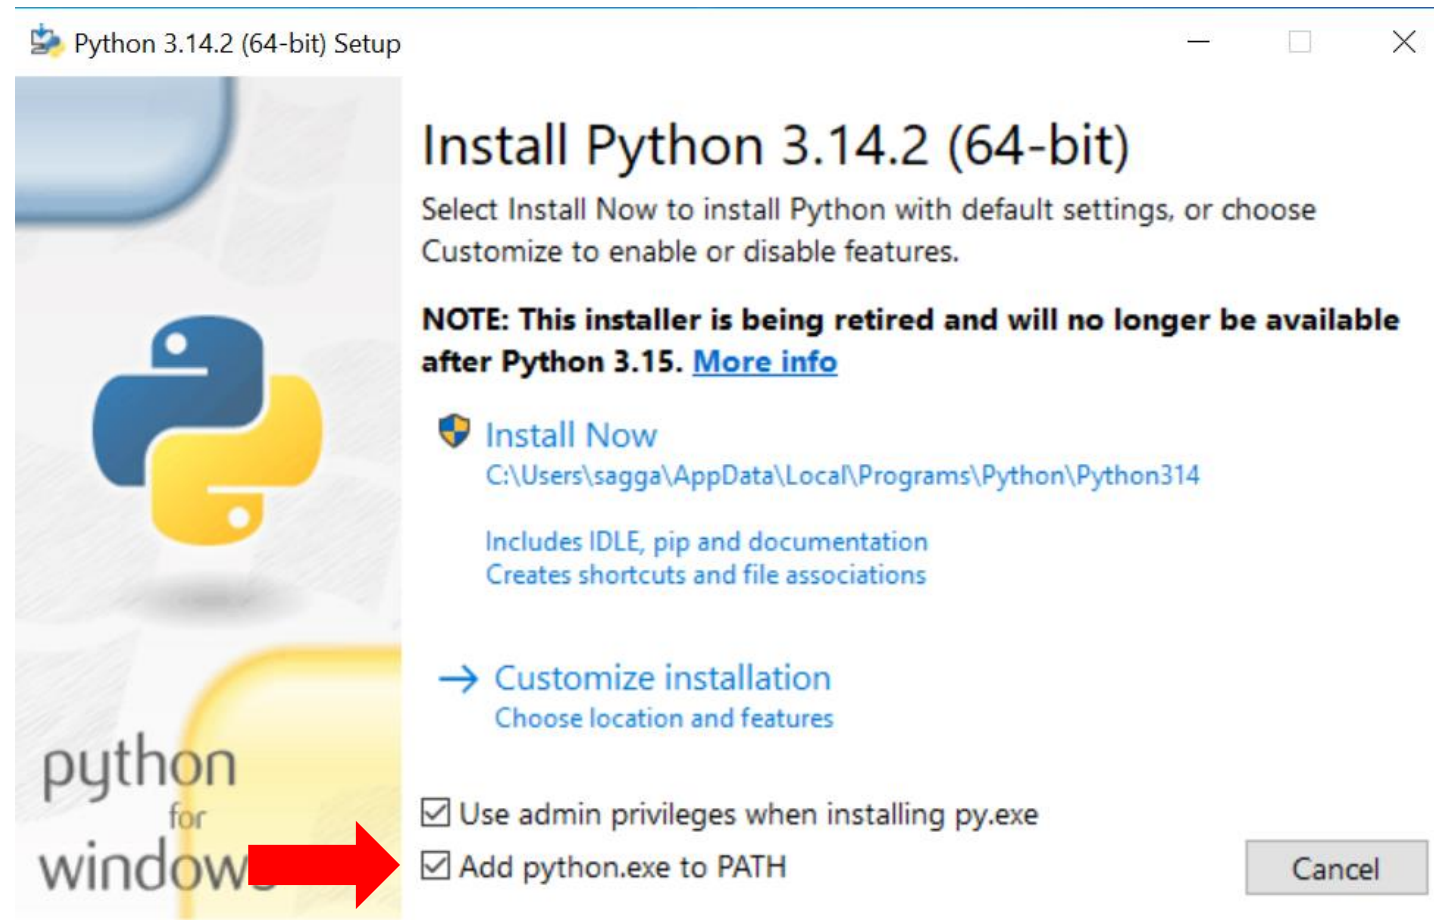 Python 3.14.2 (64-bit) Setup
Install Python 3.14.2 (64-bit)
Select Install Now to install Python with default settings, or choose
Customize to enable or disable features.
NOTE: This installer is being retired and will no longer be available
after Python 3.15. More info
Install Now
C:\Users\sagga\AppData\Local\Programs\Python\Python314
Includes IDLE, pip and documentation
Creates shortcuts and file associations
Customize installation
Choose location and features
python
for
windows
Use admin privileges when installing py.exe
Add python.exe to PATH
Cancel